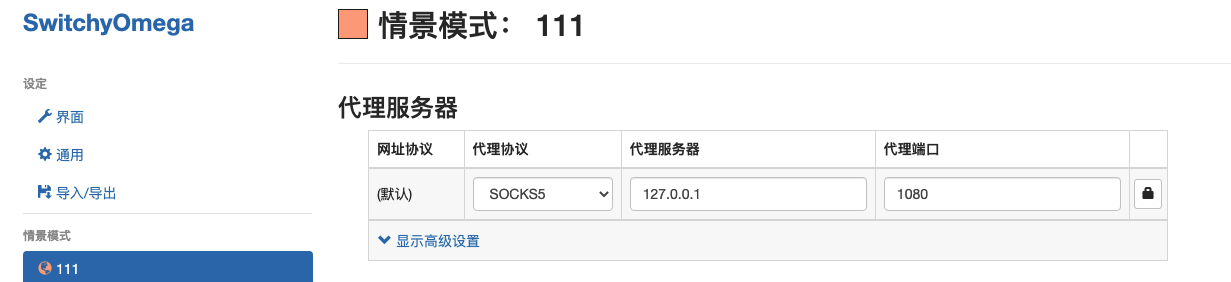 SwitchyOmega
设定
界面
通用
导入/导出
情景模式
111
情景模式： 111
代理服务器
网址协议 代理协议 代理服务器 代理端口
(默认) SOCKS5 127.0.0.1 1080
显示高级设置